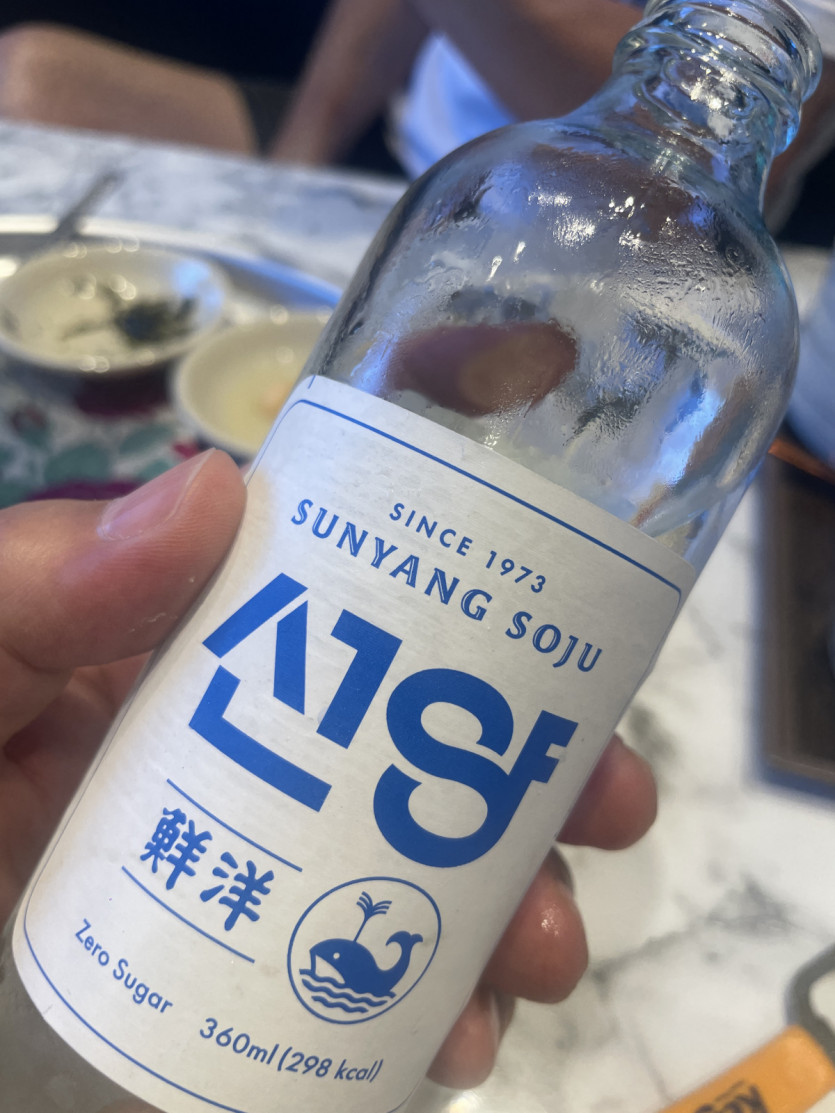 SINCE 1973
SUNYANG SOJU
선양
鮮洋
Zero Sugar
360ml (298 kcal)